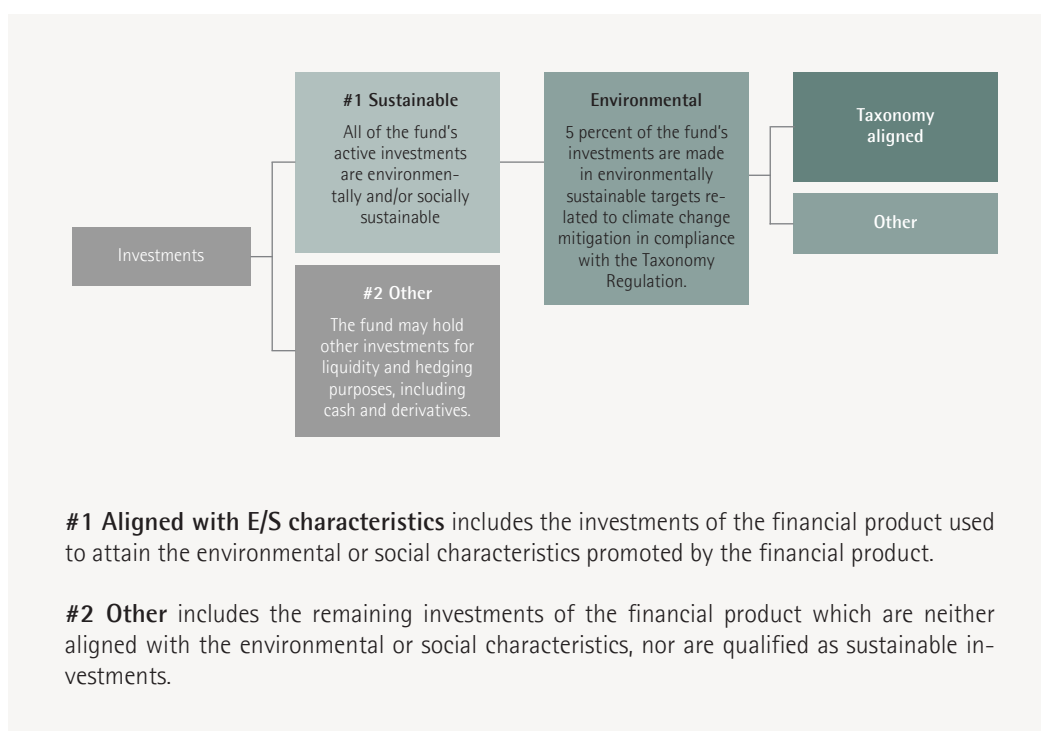 #1 Sustainable
All of the fund's
active investments
are environmen-
tally and/or socially
sustainable
Environmental
5 percent of the fund's
investments are made
in environmentally
sustainable targets re-
lated to climate change
mitigation in compliance
with the Taxonomy
Regulation.
Taxonomy
aligned
Other
Investments
#2 Other
The fund may hold
other investments for
liquidity and hedging
purposes, including
cash and derivatives.
#1 Aligned with E/S characteristics includes the investments of the financial product used
to attain the environmental or social characteristics promoted by the financial product.
#2 Other includes the remaining investments of the financial product which are neither
aligned with the environmental or social characteristics, nor are qualified as sustainable in-
vestments.